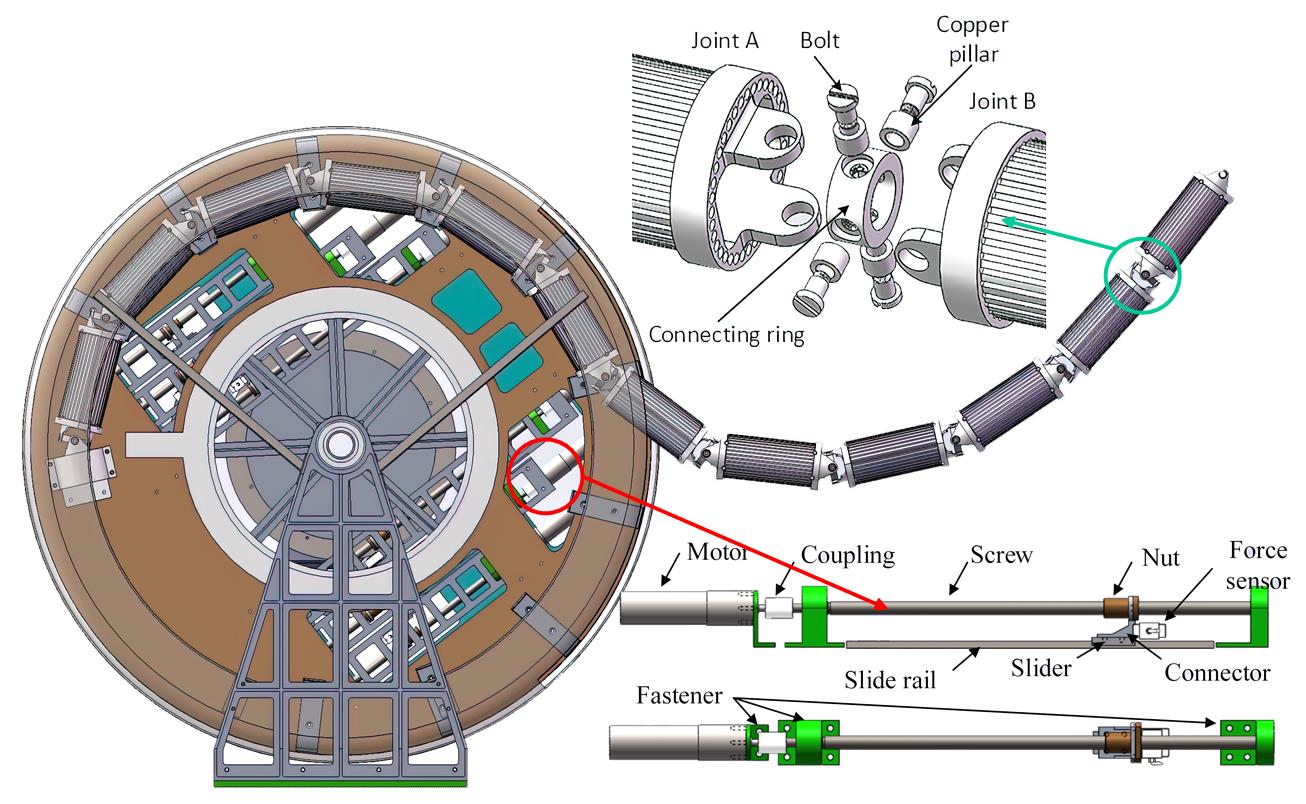 Joint A
Bolt
Copper
pillar
Joint B
Connecting ring
Motor
Coupling
Screw
Nut
Force
sensor
Slide rail
Slider
Connector
Fastener